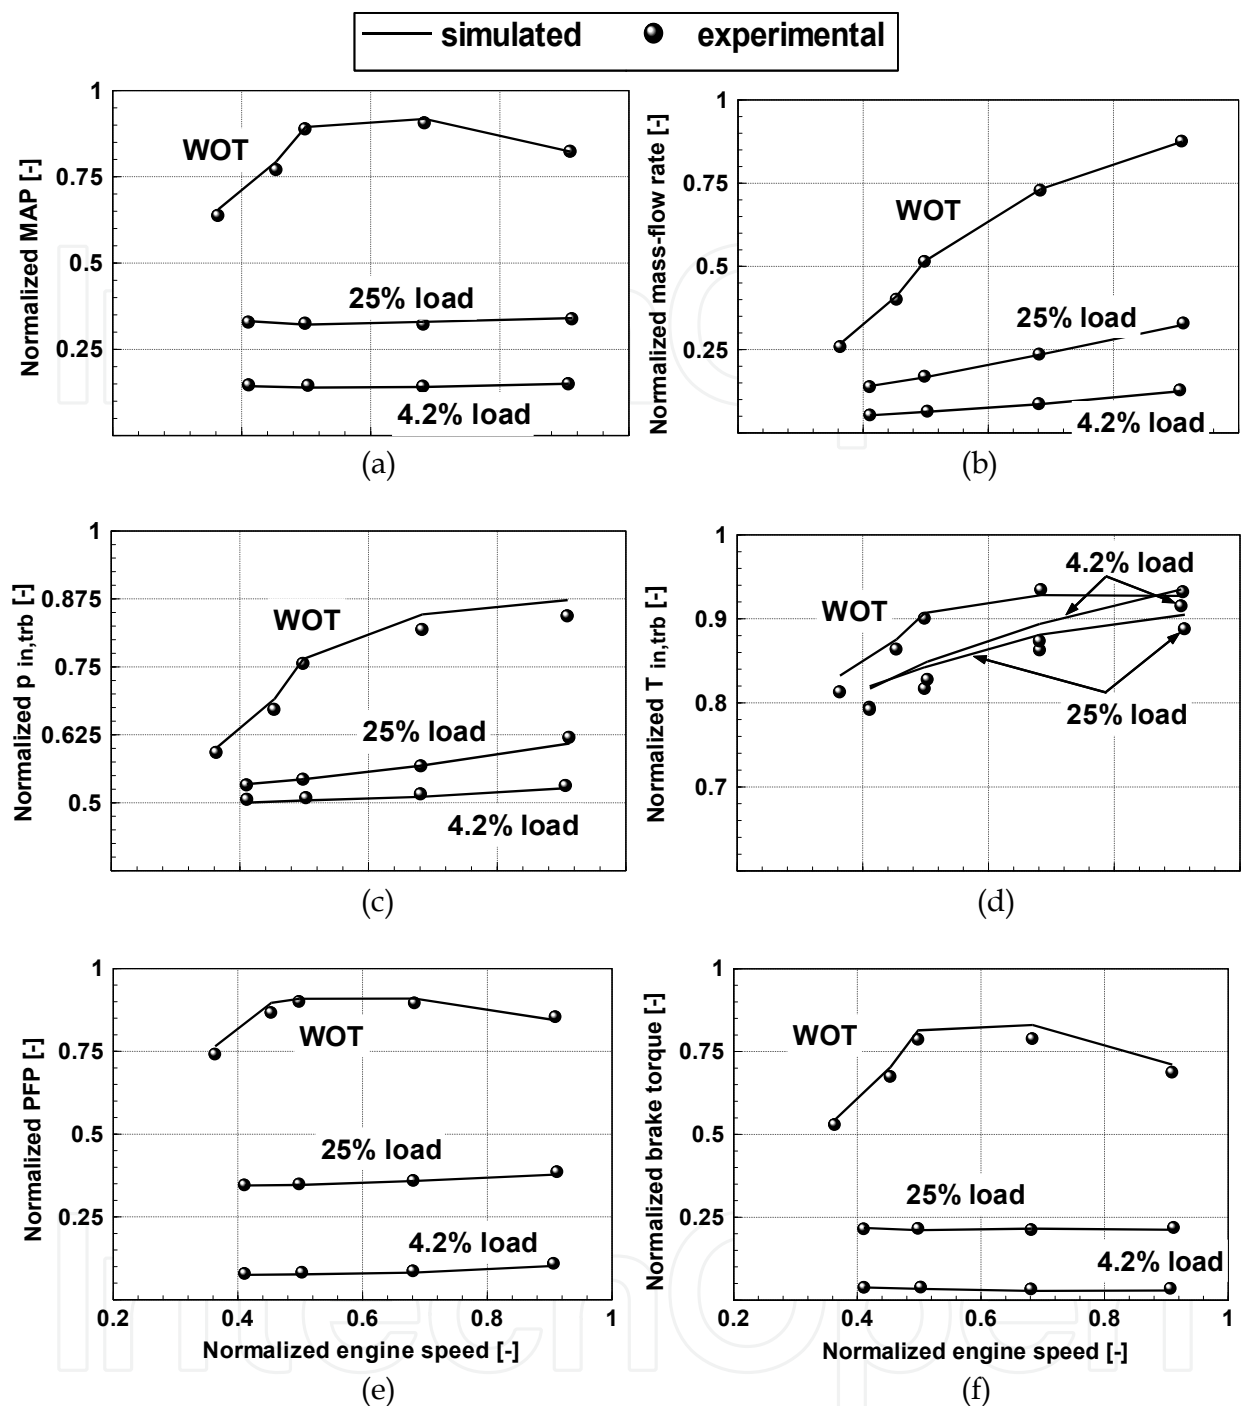 simulated experimental
Normalized MAP [-]
1
0.75
0.5
0.25
WOT
25% load
4.2% load
(a)
Normalized mass-flow rate [-]
1
0.75
0.5
0.25
WOT
25% load
4.2% load
(b)
Normalized p in,trb [-]
1
0.875
0.75
0.625
0.5
WOT
25% load
4.2% load
(c)
Normalized T in,trb [-]
1
0.9
0.8
0.7
4.2% load
WOT
25% load
(d)
Normalized PFP [-]
1
0.75
0.5
0.25
WOT
25% load
4.2% load
0.2 0.4 0.6 0.8 1
Normalized engine speed [-]
(e)
Normalized brake torque [-]
1
0.75
0.5
0.25
WOT
25% load
4.2% load
0.2 0.4 0.6 0.8 1
Normalized engine speed [-]
(f)
IntechOpen